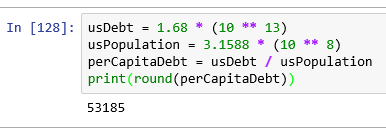 In [128]: usDebt = 1.68 * (10 ** 13)
usPopulation = 3.1588 * (10 ** 8)
perCapitaDebt = usDebt / usPopulation
print(round(perCapitaDebt))
53185